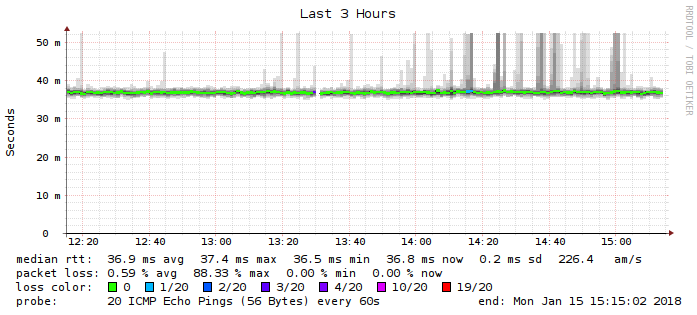 Last 3 Hours
RRDTOOL / TOBI OETIKER
Seconds
50 m
40 m
30 m
20 m
10 m
0
12:20 12:40 13:00 13:20 13:40 14:00 14:20 14:40 15:00
median rtt: 36.9 ms avg 37.4 ms max 36.5 ms min 36.8 ms now 0.2 ms sd 226.4 am/s
packet loss: 0.59 % avg 88.33 % max 0.00 % min 0.00 % now
loss color: 0 1/20 2/20 3/20 4/20 10/20 19/20
probe: 20 ICMP Echo Pings (56 Bytes) every 60s end: Mon Jan 15 15:15:02 2018